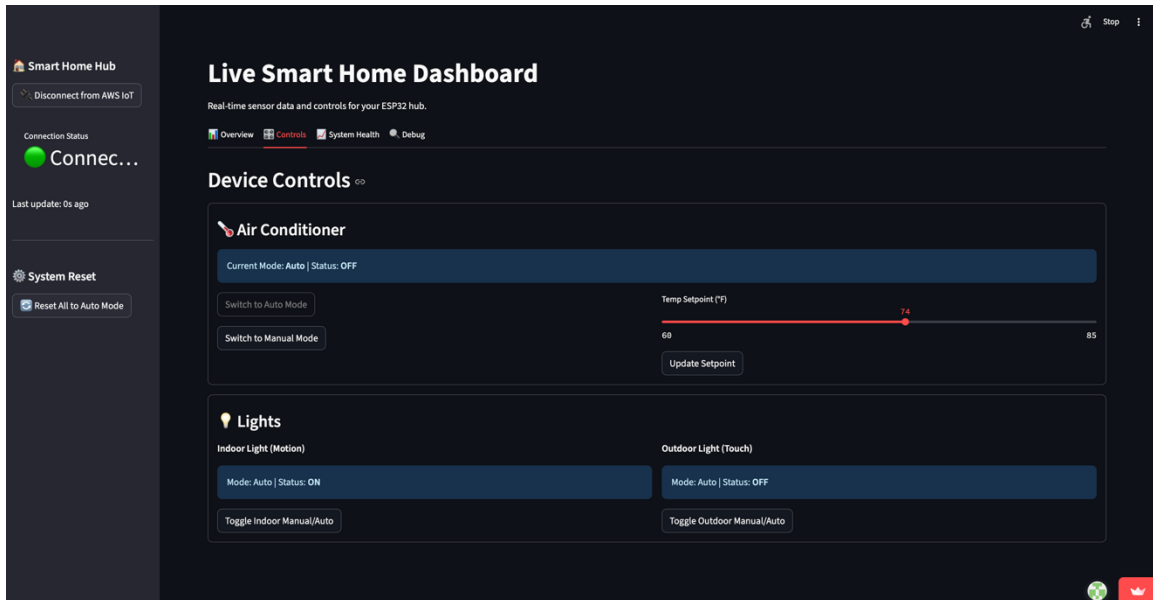 Stop
Smart Home Hub
Disconnect from AWS IoT
Connection Status
Connec...
Last update: 0s ago
System Reset
Reset All to Auto Mode
Live Smart Home Dashboard
Real-time sensor data and controls for your ESP32 hub.
Overview Controls System Health Debug
Device Controls
Air Conditioner
Current Mode: Auto | Status: OFF
Switch to Auto Mode
Switch to Manual Mode
Temp Setpoint (°F)
74
60 85
Update Setpoint
Lights
Indoor Light (Motion)
Mode: Auto | Status: ON
Toggle Indoor Manual/Auto
Outdoor Light (Touch)
Mode: Auto | Status: OFF
Toggle Outdoor Manual/Auto